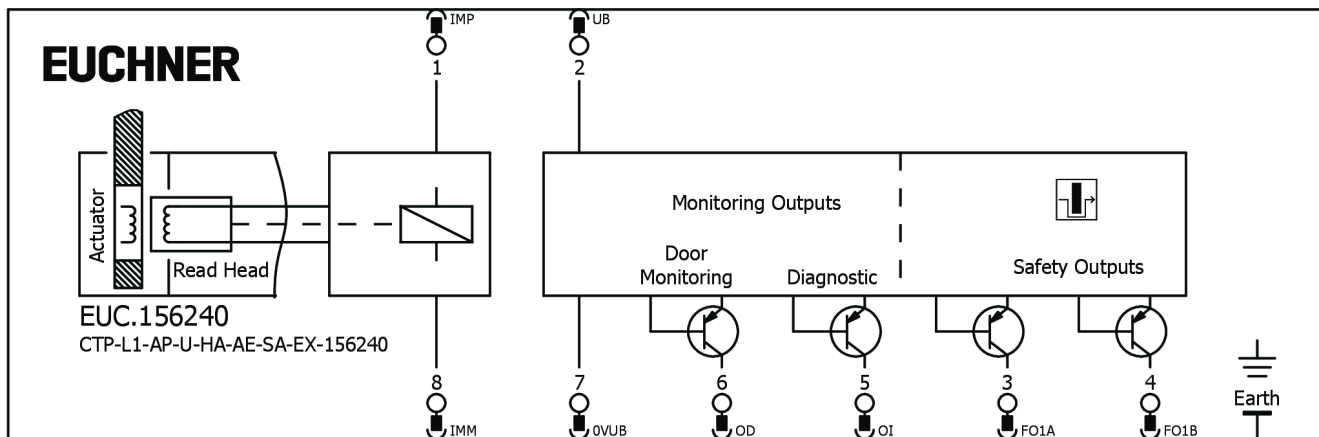 IMP
UB
EUCHNER
1
2
Actuator
Read Head
Monitoring Outputs
Door
Monitoring
Diagnostic
Safety Outputs
EUC.156240
CTP-L1-AP-U-HA-AE-SA-EX-156240
8
7
6
5
3
4
Earth
IMM
0VUB
OD
OI
FO1A
FO1B